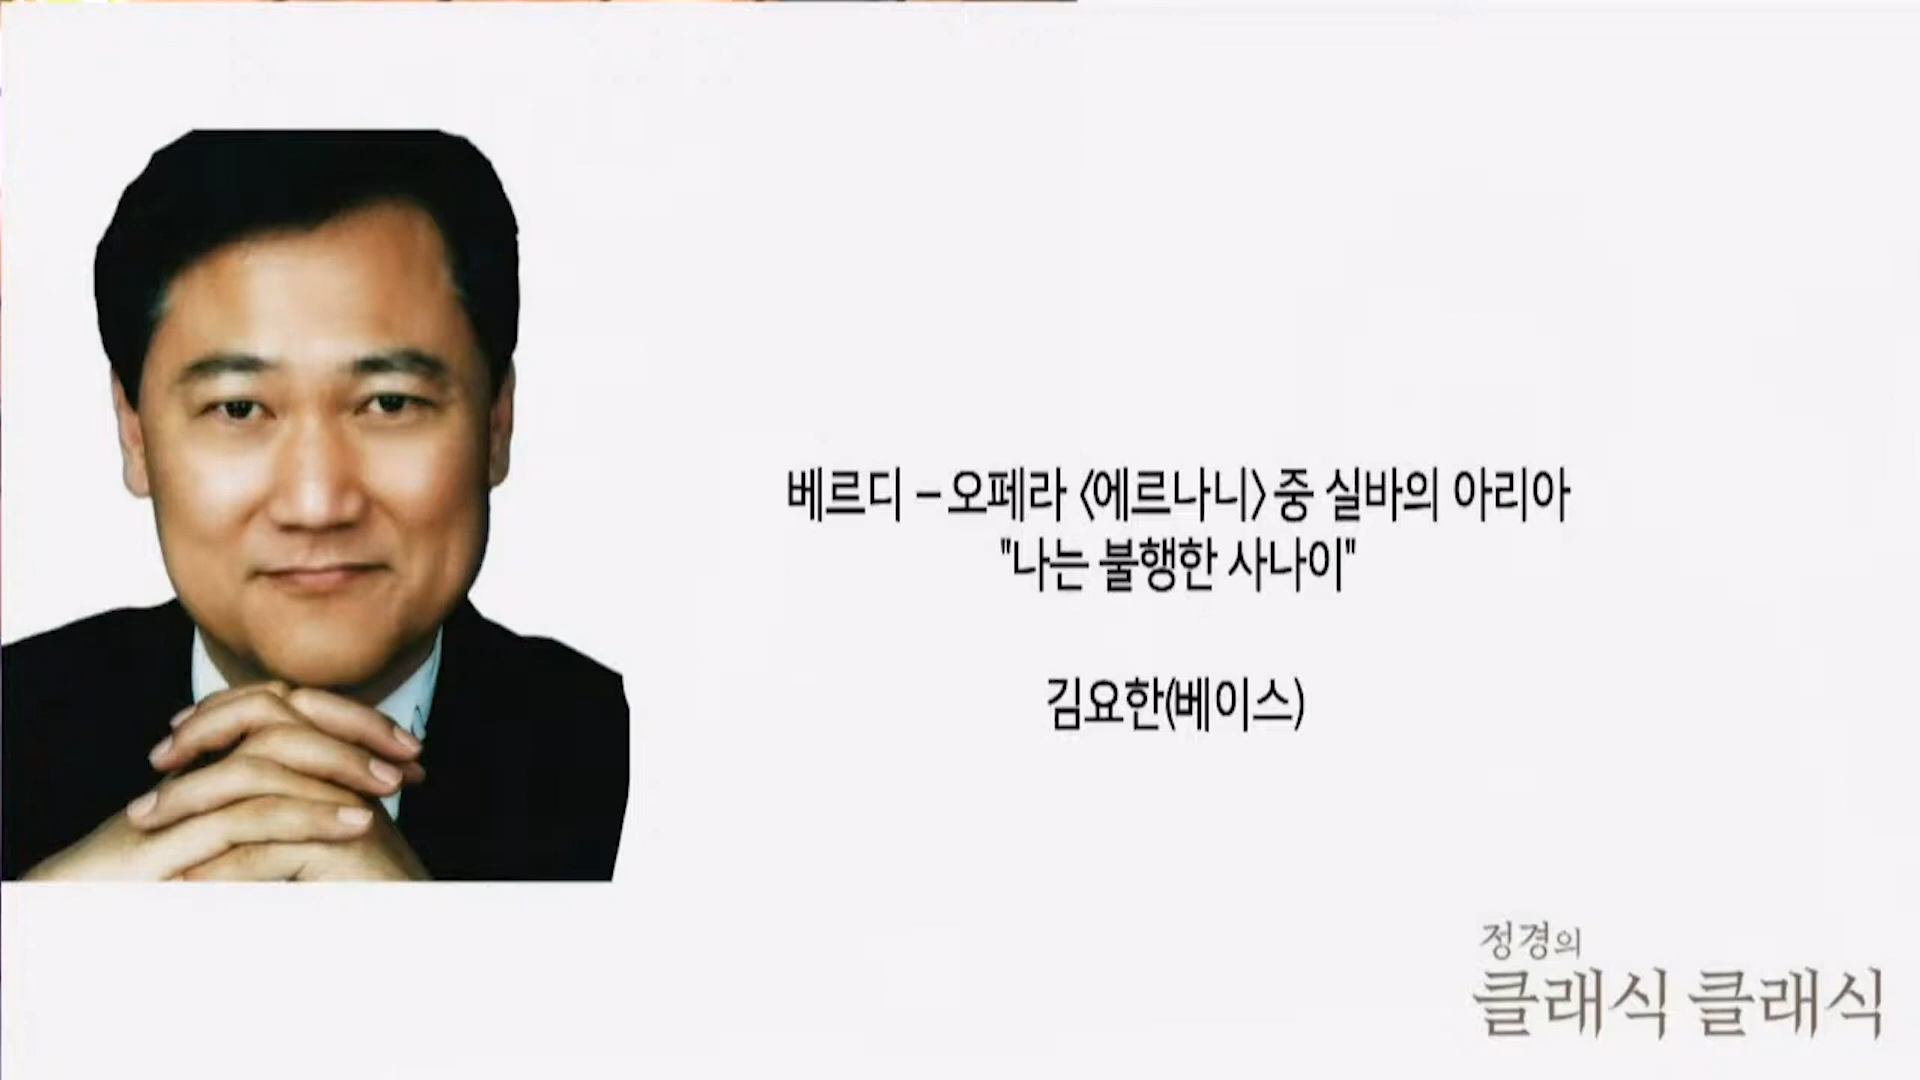 베르디 – 오페라 〈에르나니〉 중 실바의 아리아
"나는 불행한 사나이"
김요한(베이스)
정경의
클래식 클래식